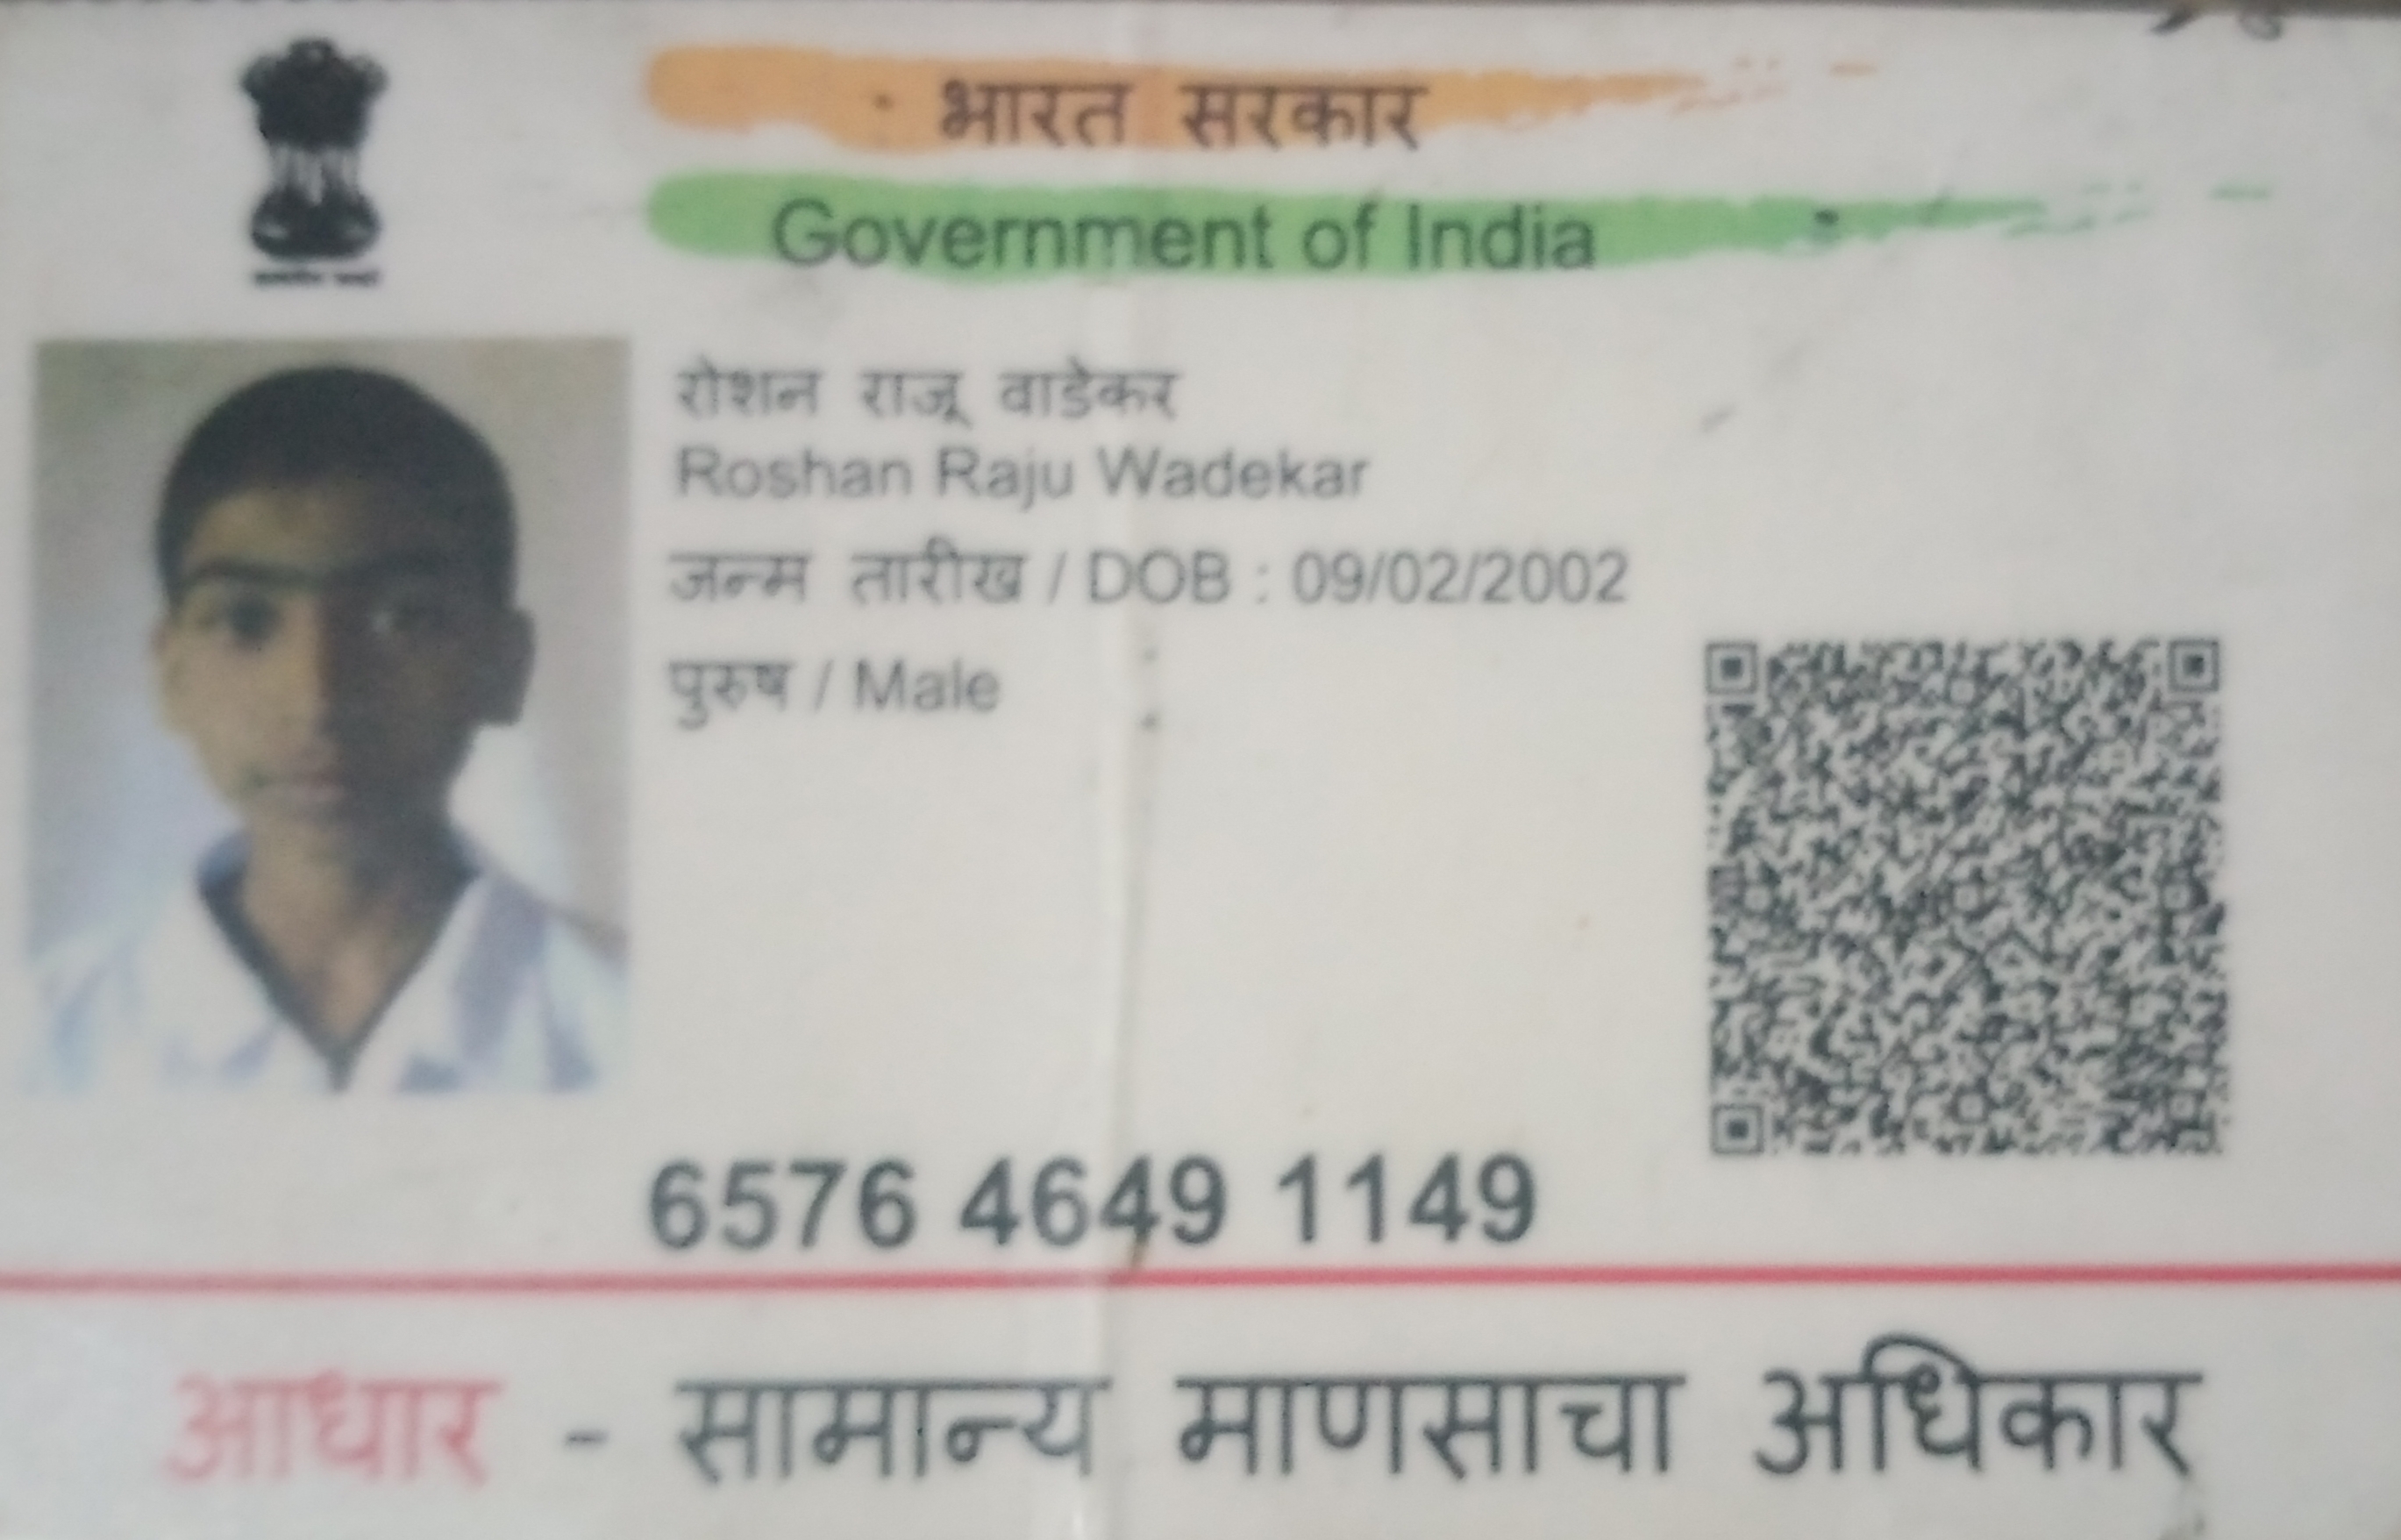 भारत सरकार
Government of India
रोशन राजू वाडेकर
Roshan Raju Wadekar
जन्म तारीख / DOB : 09/02/2002
पुरुष / Male
6576 4649 1149
आधार - सामान्य माणसाचा अधिकार